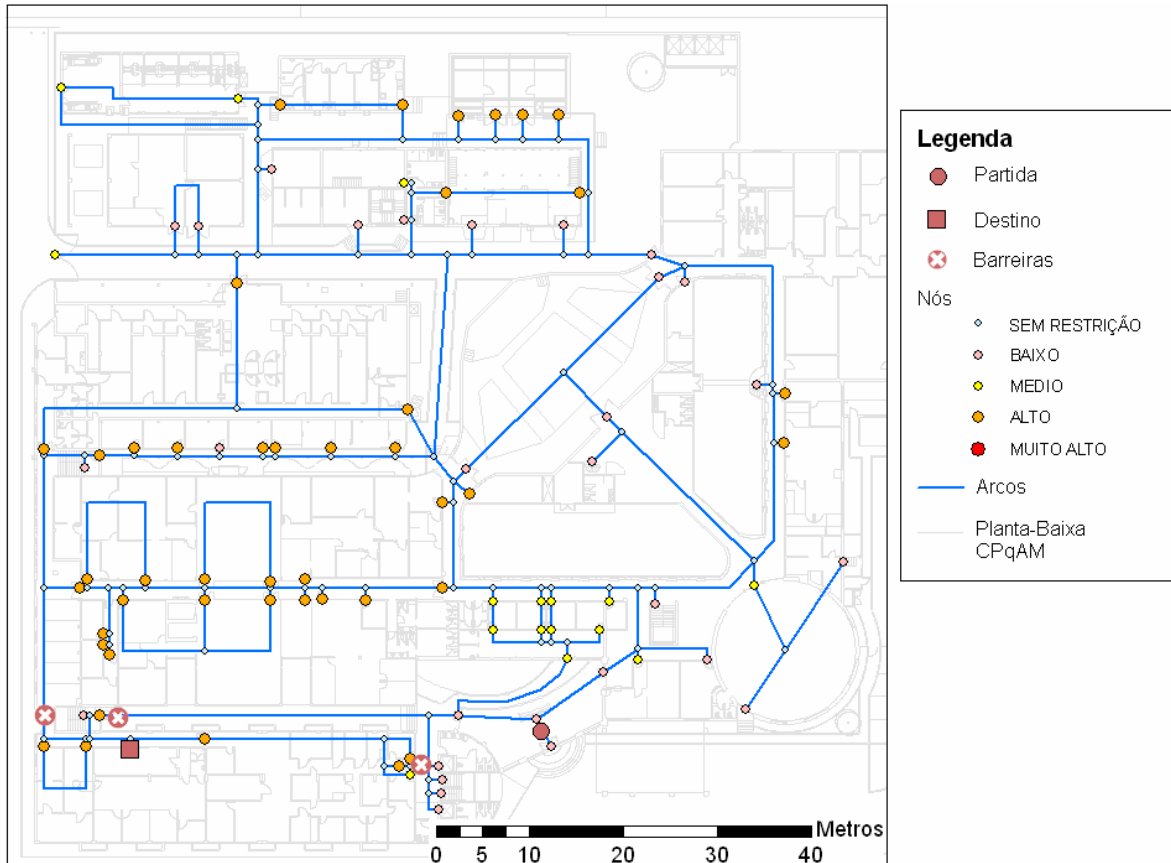 Legenda
Partida
Destino
Barreiras
Nós
SEM RESTRIÇÃO
BAIXO
MEDIO
ALTO
MUITO ALTO
Arcos
Planta-Baixa
CPqAM
Metros
0 5 10 20 30 40